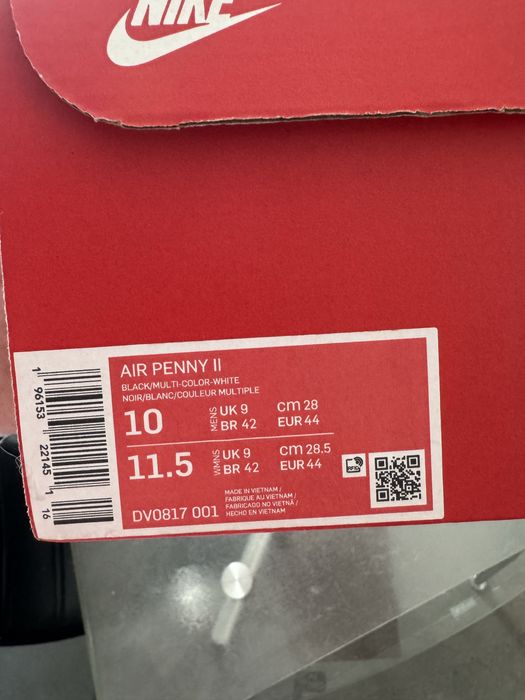 NIKE
AIR PENNY II
BLACK/MULTI-COLOR-WHITE
NOIR/BLANC/COULEUR MULTIPLE
10 MENS UK 9 cm 28
BR 42 EUR 44
11.5 WMNS UK 9 cm 28.5
BR 42 EUR 44
DV0817 001
MADE IN VIETNAM /
FABRIQUE AU VIETNAM /
FABRICADO NO VIETNÃ /
HECHO EN VIETNAM
1 96153 22145 1 16